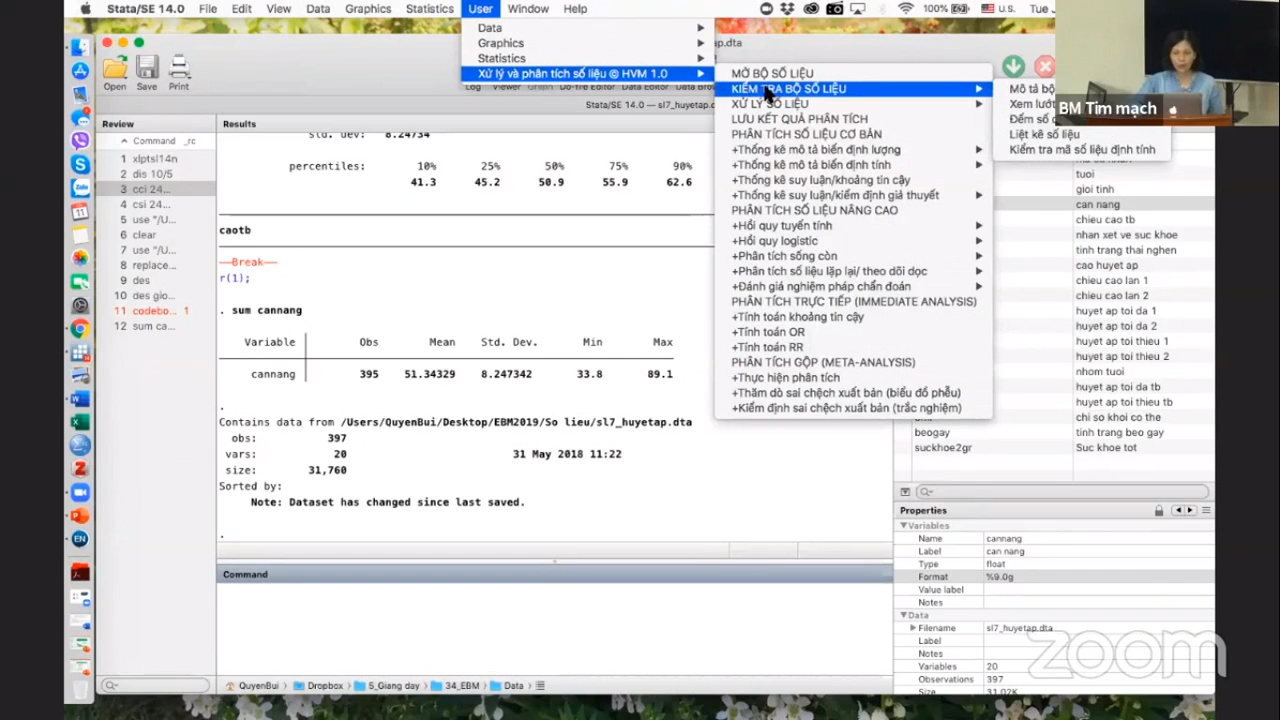 Stata/SE 14.0 File Edit View Data Graphics Statistics User Window Help 100% U.S. Tue
BM Tim mạch
Data
Graphics
Statistics
Xử lý và phân tích số liệu © HVM 1.0
Open Save Print
Log Viewer Graph Do-file Editor Data Editor
Stata/SE 14.0 — sl7_huyetap.d
MỞ BỘ SỐ LIỆU
KIỂM TRA BỘ SỐ LIỆU
XỬ LÝ SỐ LIỆU
LƯU KẾT QUẢ PHÂN TÍCH
PHÂN TÍCH SỐ LIỆU CƠ BẢN
+Thống kê mô tả biến định lượng
+Thống kê mô tả biến định tính
+Thống kê suy luận/khoảng tin cậy
+Thống kê suy luận/kiểm định giả thuyết
PHÂN TÍCH SỐ LIỆU NÂNG CAO
+Hồi quy tuyến tính
+Hồi quy logistic
+Phân tích sống còn
+Phân tích số liệu lặp lại/ theo dõi dọc
+Đánh giá nghiệm pháp chẩn đoán
PHÂN TÍCH TRỰC TIẾP (IMMEDIATE ANALYSIS)
+Tính toán khoảng tin cậy
+Tính toán OR
+Tính toán RR
PHÂN TÍCH GỘP (META-ANALYSIS)
+Thực hiện phân tích
+Thăm dò sai chệch xuất bản (biểu đồ phễu)
+Kiểm định sai chệch xuất bản (trắc nghiệm)
Mô tả bộ
Xem lướt
Đếm số
Liệt kê số liệu
Kiểm tra mã số liệu định tính
Review
Command _rc
1 xlptsl14n
2 dis 10/5
3 cci 24...
4 csi 24...
5 use "/U...
6 clear
7 use "/U...
8 replace...
9 des
10 des gio...
11 codebo... 1
12 sum ca...
Results
std. dev: 8.24734
percentiles: 10% 25% 50% 75% 90%
41.3 45.2 50.9 55.9 62.6
caotb
—Break—
r(1);
. sum cannang
Variable Obs Mean Std. Dev. Min Max
cannang 395 51.34329 8.247342 33.8 89.1
.
Contains data from /Users/QuyenBui/Desktop/EBM2019/So lieu/sl7_huyetap.dta
obs: 397
vars: 20 31 May 2018 11:22
size: 31,760
Sorted by:
Note: Dataset has changed since last saved.
.
Command
tuoi
gioi tinh
can nang
chieu cao tb
nhan xet ve suc khoe
tinh trang thai nghen
cao huyet ap
chieu cao lan 1
chieu cao lan 2
huyet ap toi da 1
huyet ap toi da 2
huyet ap toi thieu 1
huyet ap toi thieu 2
nhom tuoi
huyet ap toi da tb
huyet ap toi thieu tb
chi so khoi co the
beogay tinh trang beo gay
suckhoe2gr Suc khoe tot
Properties
Variables
Name cannang
Label can nang
Type float
Format %9.0g
Value label
Notes
Data
Filename sl7_huyetap.dta
Label
Notes
Variables 20
Observations 397
Size 31.02K
QuyenBui Dropbox 5_Giang day 34_EBM Data
zoom